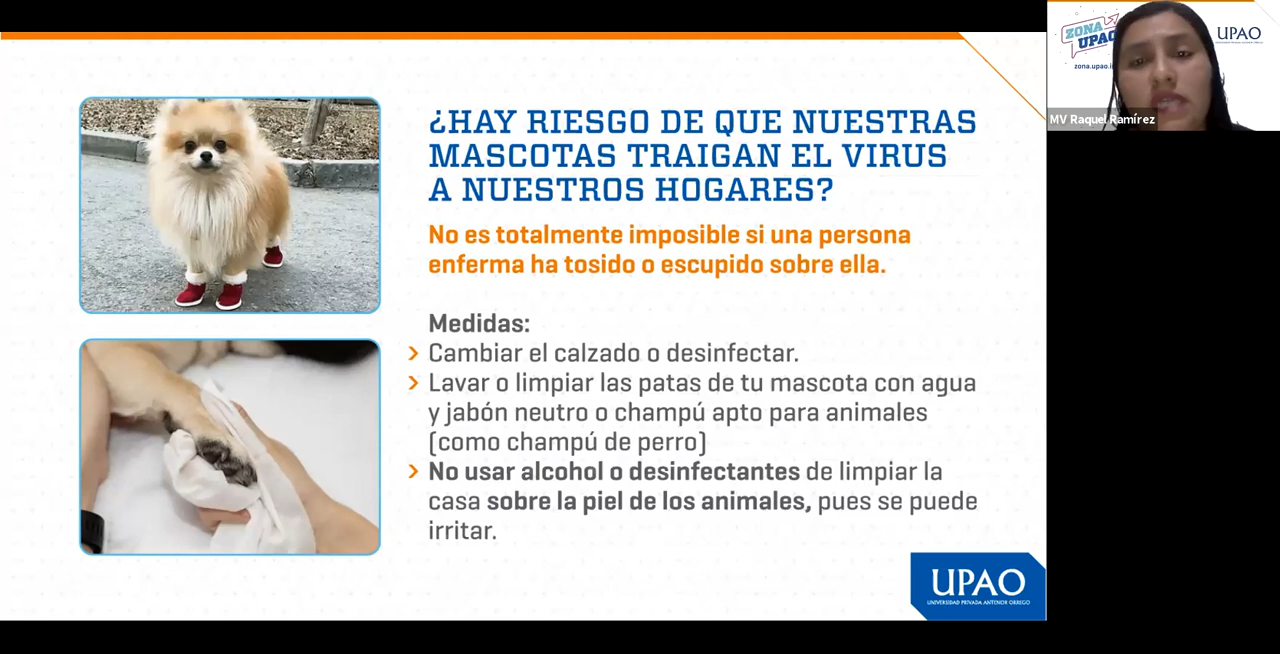 ¿HAY RIESGO DE QUE NUESTRAS
MASCOTAS TRAIGAN EL VIRUS
A NUESTROS HOGARES?
No es totalmente imposible si una persona
enferma ha tosido o escupido sobre ella.
Medidas:
Cambiar el calzado o desinfectar.
Lavar o limpiar las patas de tu mascota con agua
y jabón neutro o champú apto para animales
(como champú de perro)
No usar alcohol o desinfectantes de limpiar la
casa sobre la piel de los animales, pues se puede
irritar.
UPAO
UNIVERSIDAD PRIVADA ANTENOR ORREGO
ZONA
UPAO
zona.upao
UPAO
MV Raquel Ramírez